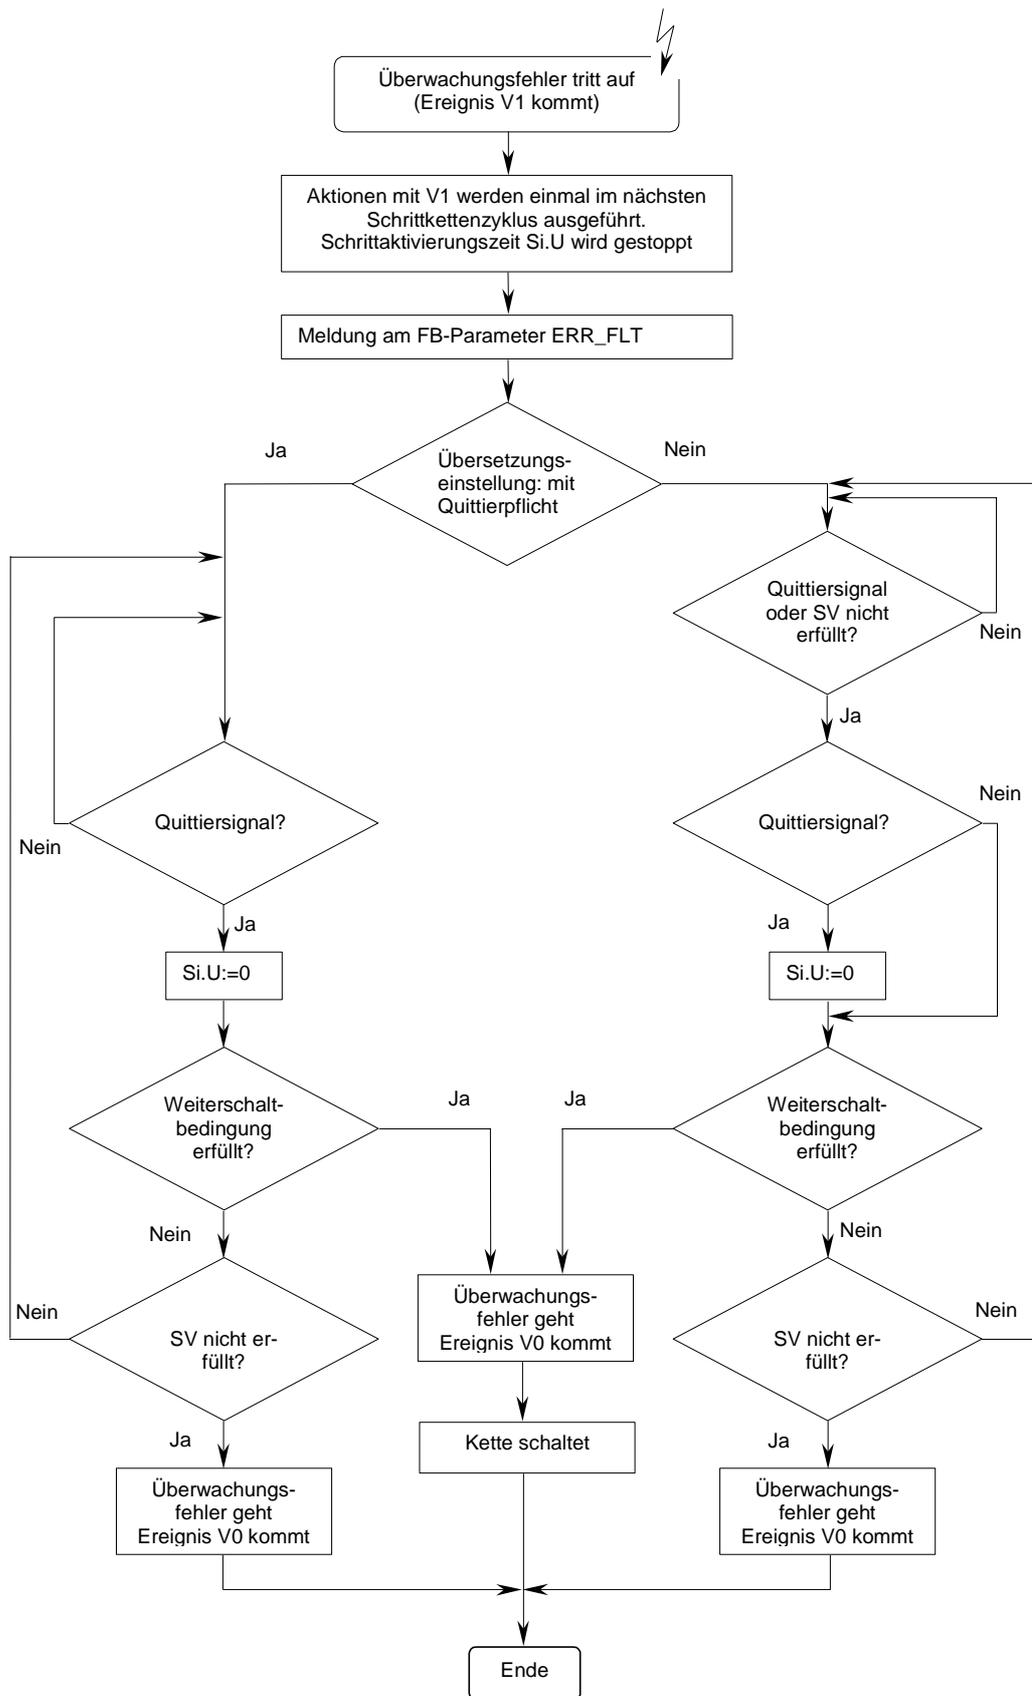 Überwachungsfehler tritt auf
(Ereignis V1 kommt)
Aktionen mit V1 werden einmal im nächsten
Schrittkettenzyklus ausgeführt.
Schrittaktivierungszeit Si.U wird gestoppt
Meldung am FB-Parameter ERR_FLT
Ja
Nein
Übersetzungs-
einstellung: mit
Quittierpflicht
Quittiersignal
oder SV nicht
erfüllt?
Nein
Ja
Quittiersignal?
Nein
Ja
Quittiersignal?
Nein
Ja
Si.U:=0
Si.U:=0
Weiterschalt-
bedingung
erfüllt?
Ja
Ja
Weiterschalt-
bedingung
erfüllt?
Nein
Nein
Nein
SV nicht er-
füllt?
Überwachungs-
fehler geht
Ereignis V0 kommt
SV nicht er-
füllt?
Nein
Ja
Kette schaltet
Ja
Überwachungs-
fehler geht
Ereignis V0 kommt
Überwachungs-
fehler geht
Ereignis V0 kommt
Ende